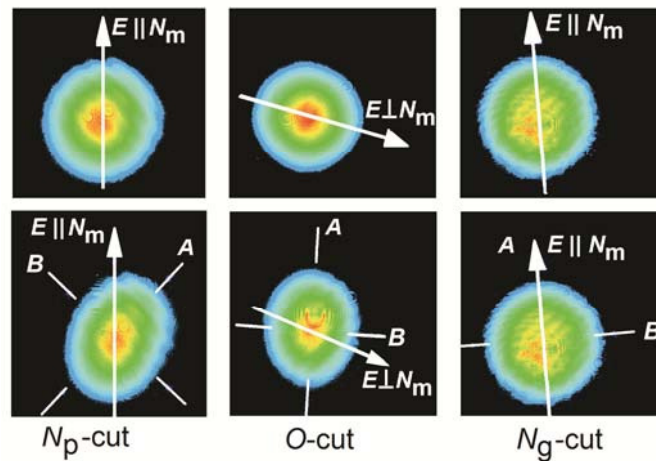 E || Nm
E⊥Nm
E || Nm
E || Nm
A
B
A
B
E⊥Nm
A
E || Nm
B
Np-cut
O-cut
Ng-cut